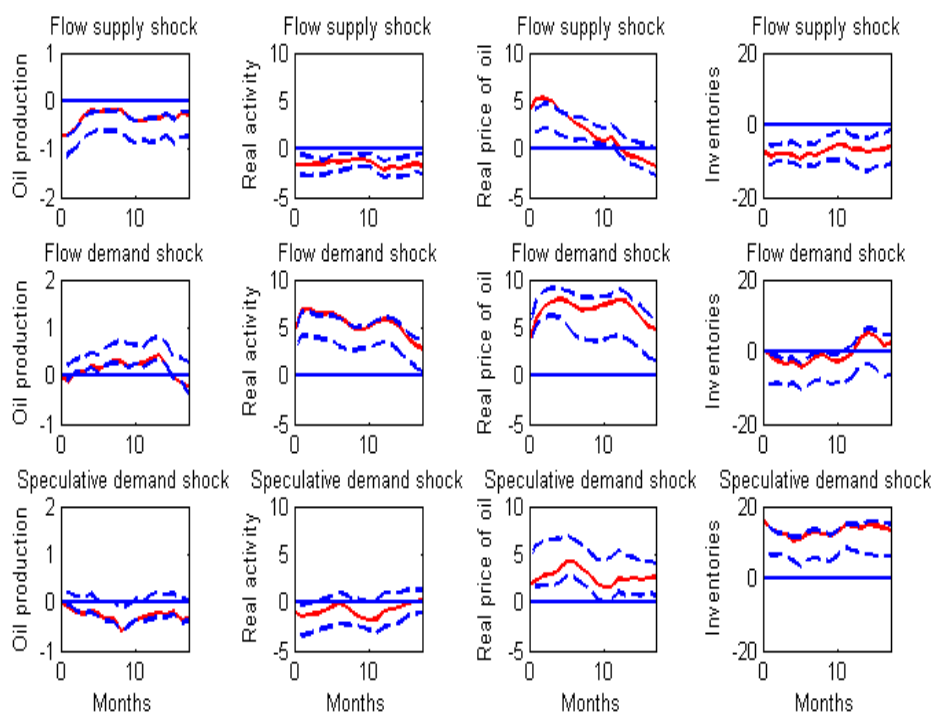 Flow supply shock
Oil production
1
0
-1
-2
0
10
Flow supply shock
Real activity
10
5
0
-5
0
10
Flow supply shock
Real price of oil
10
5
0
-5
0
10
Flow supply shock
Inventories
20
0
-20
0
10
Flow demand shock
Oil production
2
1
0
-1
0
10
Flow demand shock
Real activity
10
5
0
-5
0
10
Flow demand shock
Real price of oil
10
5
0
-5
0
10
Flow demand shock
Inventories
20
0
-20
0
10
Speculative demand shock
Oil production
2
1
0
-1
0
10
Months
Speculative demand shock
Real activity
10
5
0
-5
0
10
Months
Speculative demand shock
Real price of oil
10
5
0
-5
0
10
Months
Speculative demand shock
Inventories
20
0
-20
0
10
Months